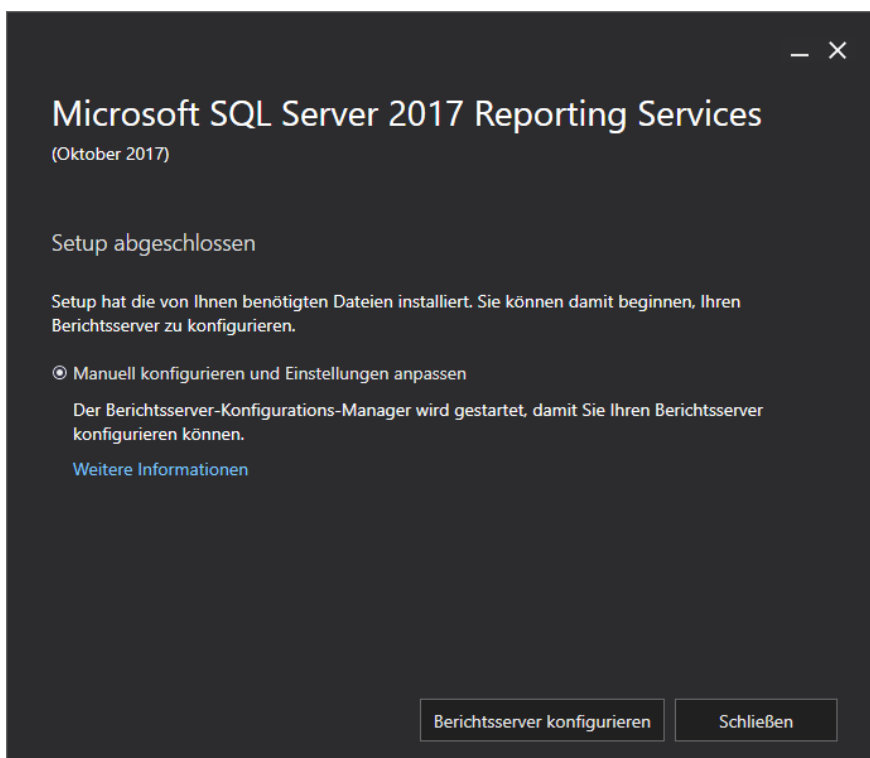 Microsoft SQL Server 2017 Reporting Services
(Oktober 2017)
Setup abgeschlossen
Setup hat die von Ihnen benötigten Dateien installiert. Sie können damit beginnen, Ihren
Berichtsserver zu konfigurieren.
Manuell konfigurieren und Einstellungen anpassen
Der Berichtsserver-Konfigurations-Manager wird gestartet, damit Sie Ihren Berichtsserver
konfigurieren können.
Weitere Informationen
Berichtsserver konfigurieren
Schließen